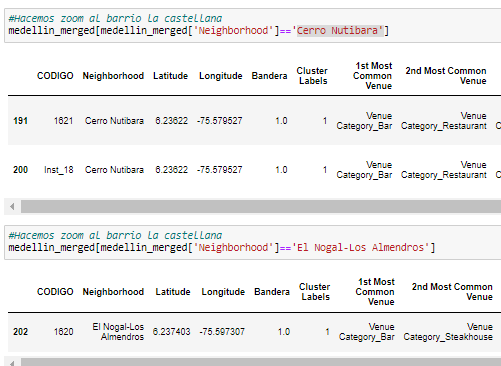 #Hacemos zoom al barrio la castellana
medellin_merged[medellin_merged['Neighborhood']=='Cerro Nutibara']
CODIGO Neighborhood Latitude Longitude Bandera Cluster Labels 1st Most Common Venue 2nd Most Common Venue
191 1621 Cerro Nutibara 6.23622 -75.579527 1.0 1 Venue Category_Bar Venue Category_Restaurant C
200 Inst_18 Cerro Nutibara 6.23622 -75.579527 1.0 1 Venue Category_Bar Venue Category_Restaurant C
#Hacemos zoom al barrio la castellana
medellin_merged[medellin_merged['Neighborhood']=='El Nogal-Los Almendros']
CODIGO Neighborhood Latitude Longitude Bandera Cluster Labels 1st Most Common Venue 2nd Most Common Venue
202 1620 El Nogal-Los Almendros 6.237403 -75.597307 1.0 1 Venue Category_Bar Venue Category_Steakhouse